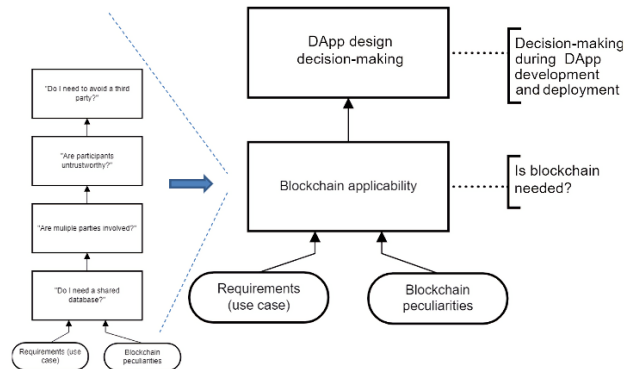 "Do I need to avoid a third
party?"
"Are participants
untrustworthy?"
"Are muliple parties involved?"
"Do I need a shared
database?"
Requirements (use
case)
Blockchain
peculiarities
DApp design
decision-making
Decision-making
during DApp
development
and deployment
Blockchain applicability
Is blockchain
needed?
Requirements
(use case)
Blockchain
peculiarities